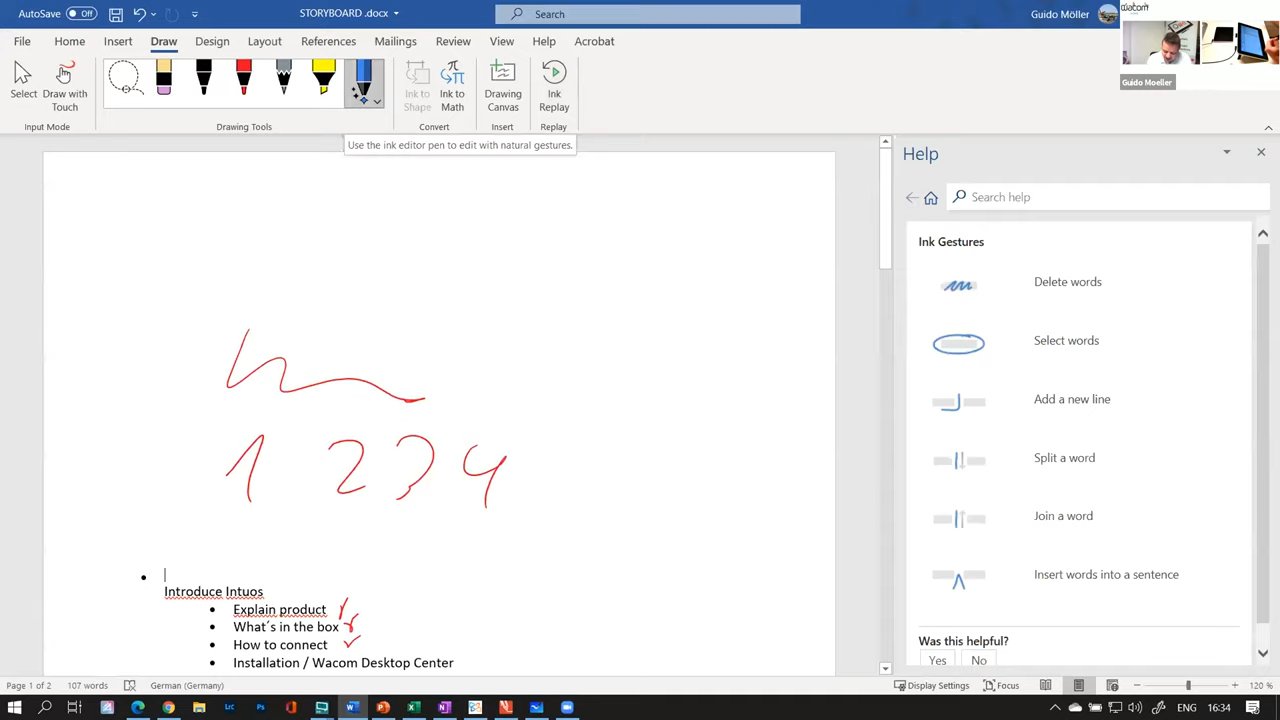 AutoSave Off STORYBOARD .docx Search Guido Möller
wacom
File Home Insert Draw Design Layout References Mailings Review View Help Acrobat
Guido Moeller
Select Draw with Touch Ink to Shape Ink to Math Drawing Canvas Ink Replay
Input Mode Drawing Tools Convert Insert Replay
Use the ink editor pen to edit with natural gestures.
Help
Search help
Ink Gestures
Delete words
Select words
Add a new line
Split a word
Join a word
Insert words into a sentence
Was this helpful?
Yes No
1 2 3 4
Introduce Intuos
• Explain product
• What´s in the box
• How to connect
• Installation / Wacom Desktop Center
Page 1 of 2 107 words German (Germany) Display Settings Focus 120 %
ENG 16:34